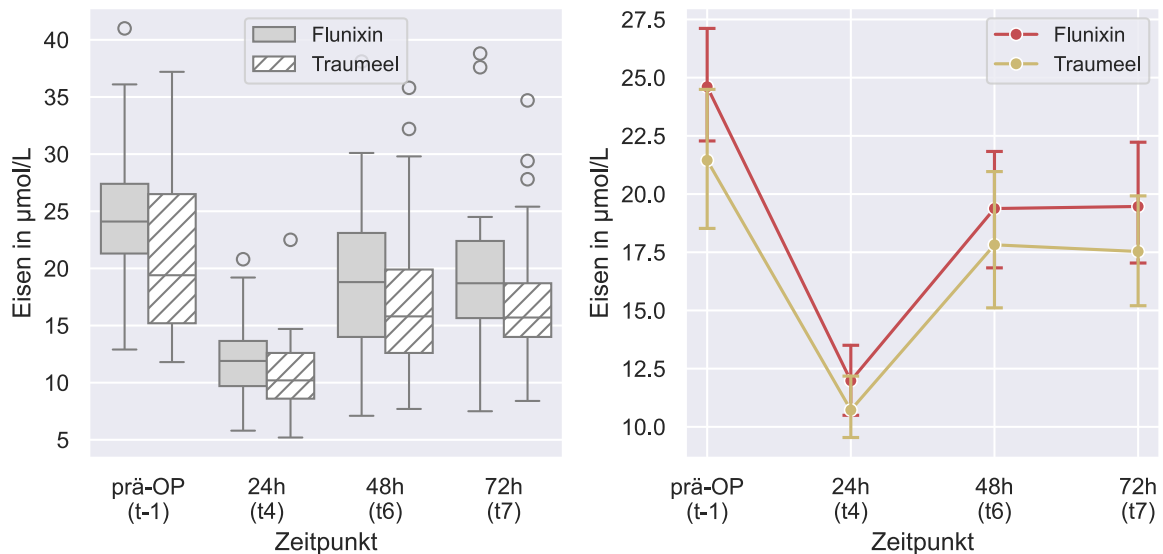 Eisen in µmol/L
40
35
30
25
20
15
10
5
Flunixin
Traumeel
prä-OP
(t-1)
24h
(t4)
48h
(t6)
72h
(t7)
Zeitpunkt
Eisen in µmol/L
27.5
25.0
22.5
20.0
17.5
15.0
12.5
10.0
Flunixin
Traumeel
prä-OP
(t-1)
24h
(t4)
48h
(t6)
72h
(t7)
Zeitpunkt